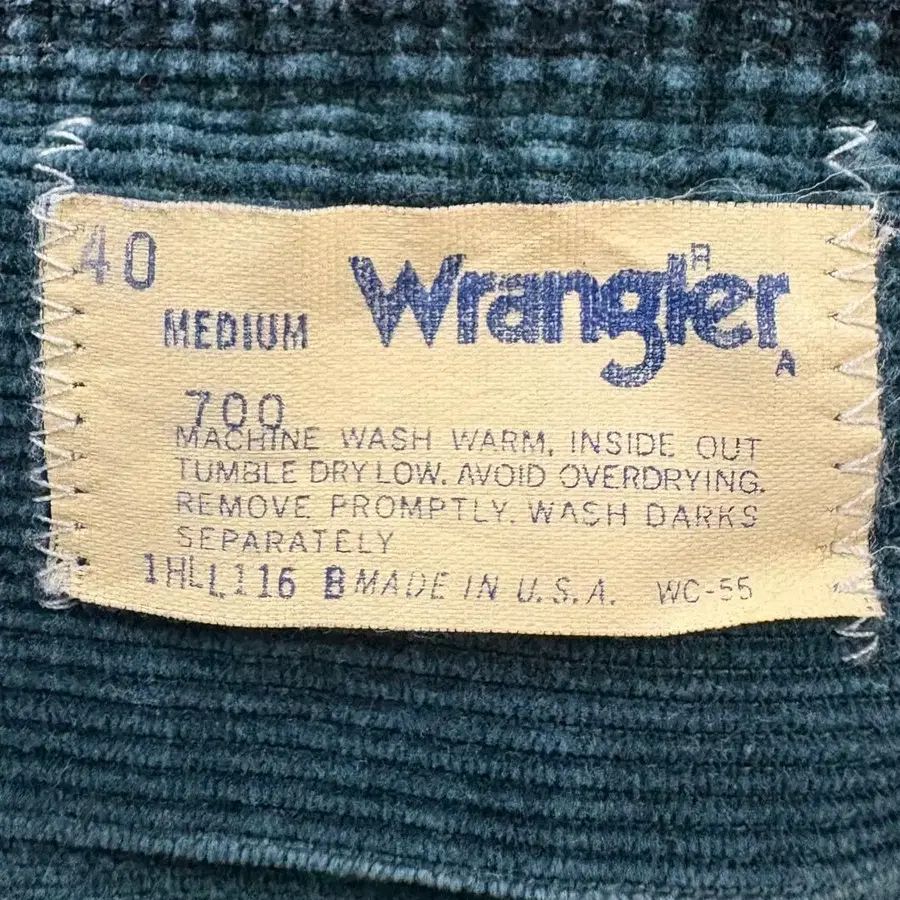 40
Wrangler
R
MEDIUM
A
700
MACHINE WASH WARM, INSIDE OUT
TUMBLE DRY LOW. AVOID OVERDRYING.
REMOVE PROMPTLY. WASH DARKS
SEPARATELY
1HLL116 B MADE IN U.S.A. WC-55